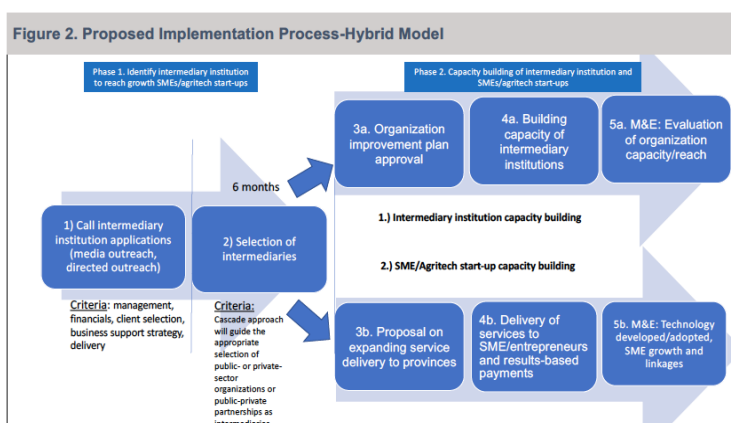 Figure 2. Proposed Implementation Process-Hybrid Model
Phase 1. Identify intermediary institution
to reach growth SMEs/agritech start-ups
Phase 2. Capacity building of intermediary institution and
SMEs/agritech start-ups
6 months
1) Call intermediary
institution applications
(media outreach,
directed outreach)
2) Selection of
intermediaries
Criteria: management,
financials, client selection,
business support strategy,
delivery
Criteria:
Cascade approach
will guide the
appropriate
selection of
public- or private-
sector
organizations or
public-private
partnerships as
intermediaries
3a. Organization
improvement plan
approval
4a. Building
capacity of
intermediary
institutions
5a. M&E: Evaluation
of organization
capacity/reach
1.) Intermediary institution capacity building
2.) SME/Agritech start-up capacity building
3b. Proposal on
expanding service
delivery to provinces
4b. Delivery of
services to
SME/entrepreneurs
and results-based
payments
5b. M&E: Technology
developed/adopted,
SME growth and
linkages